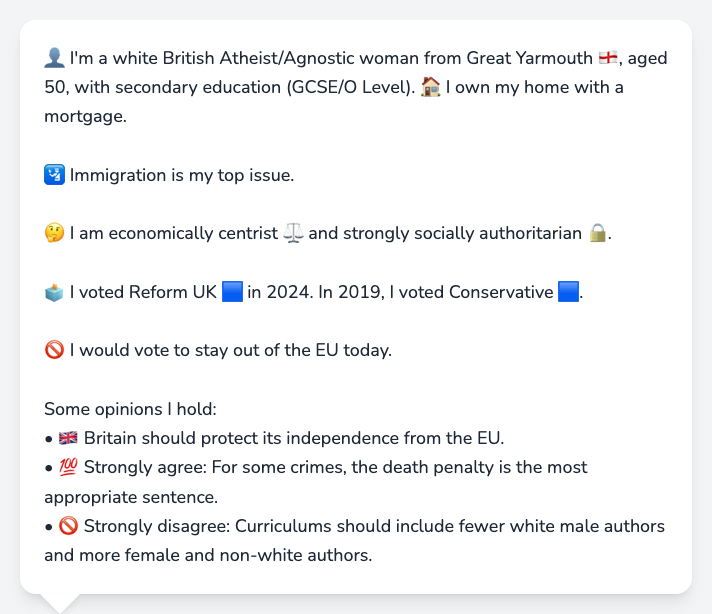 👤 I'm a white British Atheist/Agnostic woman from Great Yarmouth 🏴󠁧󠁢󠁥󠁮󠁧󠁿, aged
50, with secondary education (GCSE/O Level). 🏠 I own my home with a
mortgage.
🛂 Immigration is my top issue.
🤔 I am economically centrist ⚖️ and strongly socially authoritarian 🔒.
🗳️ I voted Reform UK 🟦 in 2024. In 2019, I voted Conservative 🟦.
🚫 I would vote to stay out of the EU today.
Some opinions I hold:
• 🇬🇧 Britain should protect its independence from the EU.
• 💯 Strongly agree: For some crimes, the death penalty is the most
appropriate sentence.
• 🚫 Strongly disagree: Curriculums should include fewer white male authors
and more female and non-white authors.